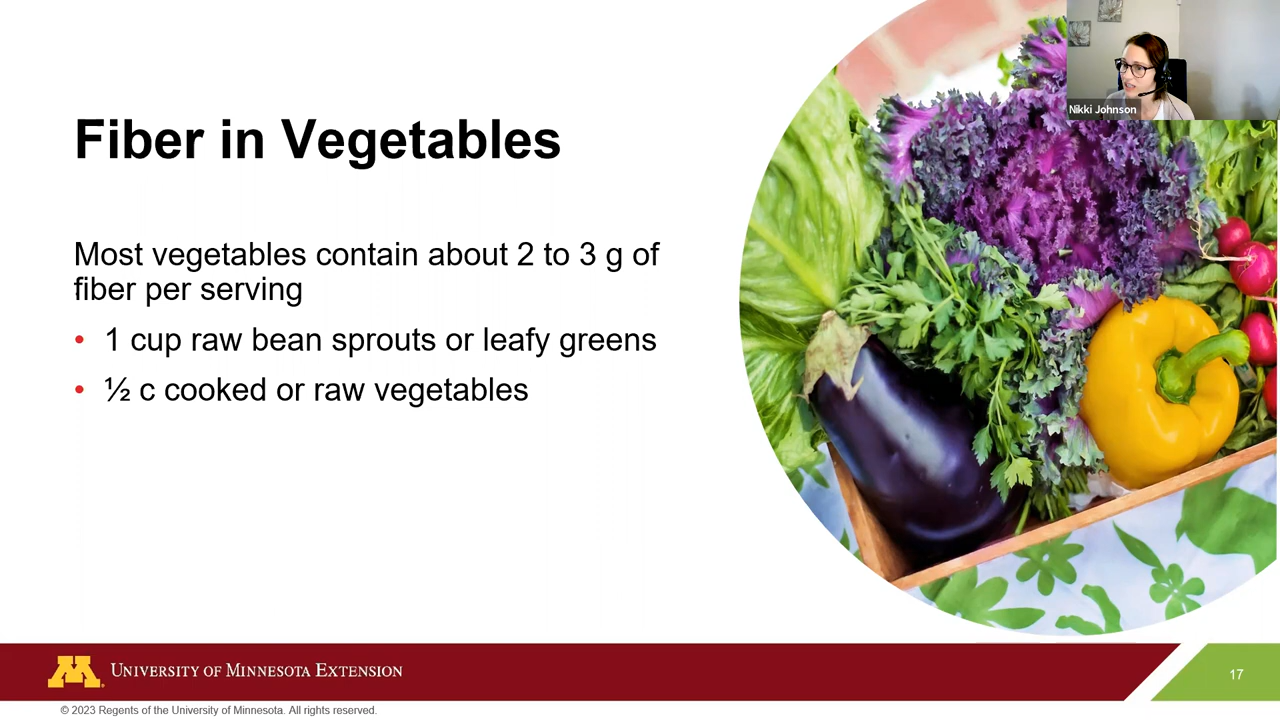 Nikki Johnson
Fiber in Vegetables
Most vegetables contain about 2 to 3 g of
fiber per serving
• 1 cup raw bean sprouts or leafy greens
• ½ c cooked or raw vegetables
M
UNIVERSITY OF MINNESOTA EXTENSION
17
© 2023 Regents of the University of Minnesota. All rights reserved.